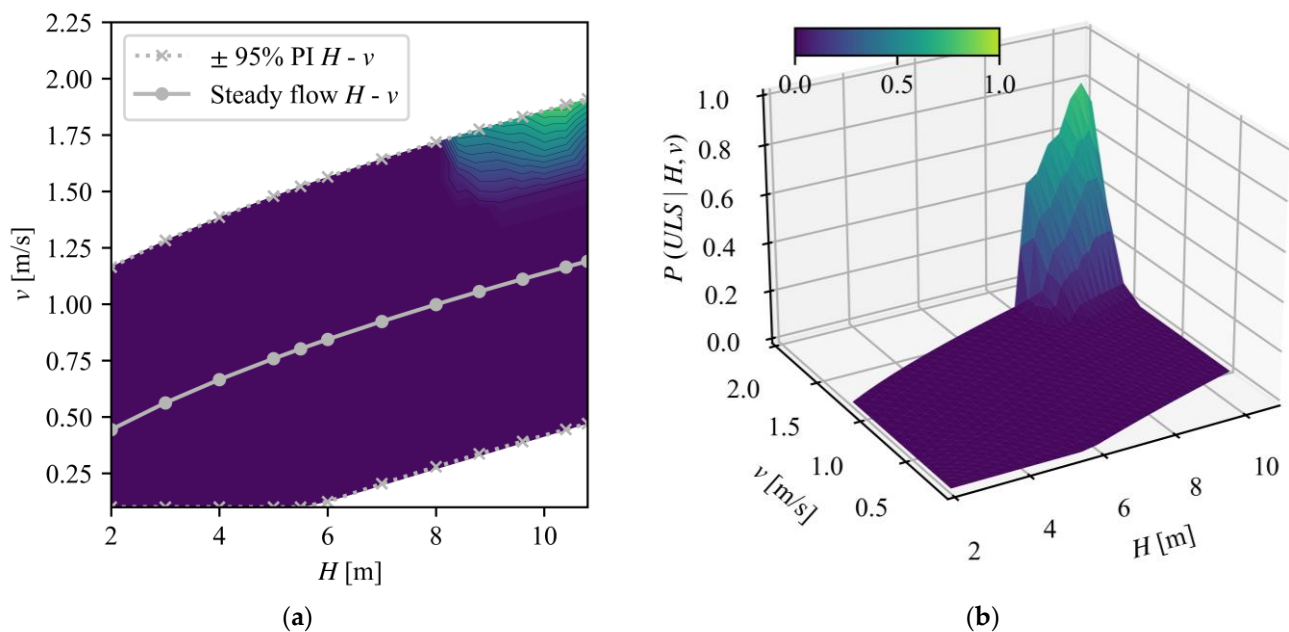 2.25
2.00
1.75
1.50
1.25
1.00
0.75
0.50
0.25
v [m/s]
± 95% PI H - v
Steady flow H - v
2 4 6 8 10
H [m]
(a)
0.0 0.5 1.0
1.0
0.8
0.6
0.4
0.2
0.0
P (ULS | H, v)
2.0
1.5
1.0
0.5
v [m/s]
2 4 6 8 10
H [m]
(b)